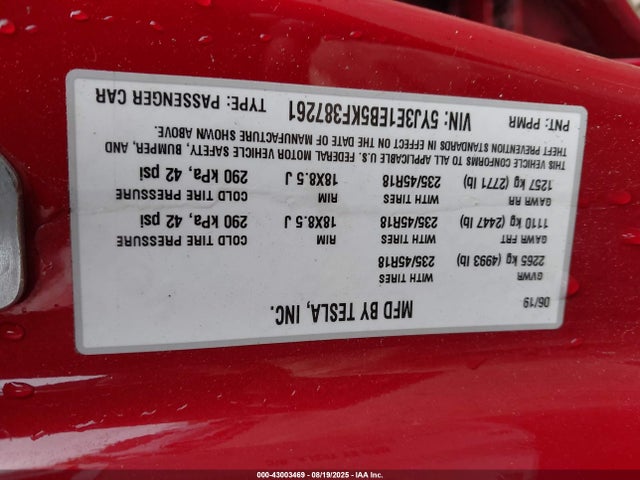 MFD BY TESLA, INC. 06/19
GVWR
2265 kg (4993 lb) WITH TIRES
235/45R18
GAWR FRT WITH TIRES RIM COLD TIRE PRESSURE
1110 kg (2447 lb) 235/45R18 18X8.5 J 290 kPa, 42 psi
GAWR RR WITH TIRES RIM COLD TIRE PRESSURE
1257 kg (2771 lb) 235/45R18 18X8.5 J 290 kPa, 42 psi
THIS VEHICLE CONFORMS TO ALL APPLICABLE U.S. FEDERAL MOTOR VEHICLE SAFETY, BUMPER, AND,
THEFT PREVENTION STANDARDS IN EFFECT ON THE DATE OF MANUFACTURE SHOWN ABOVE.
PNT: PPMR VIN: 5YJ3E1EB5KF387261 TYPE: PASSENGER CAR
000-43003469 - 08/19/2025 - IAA Inc.